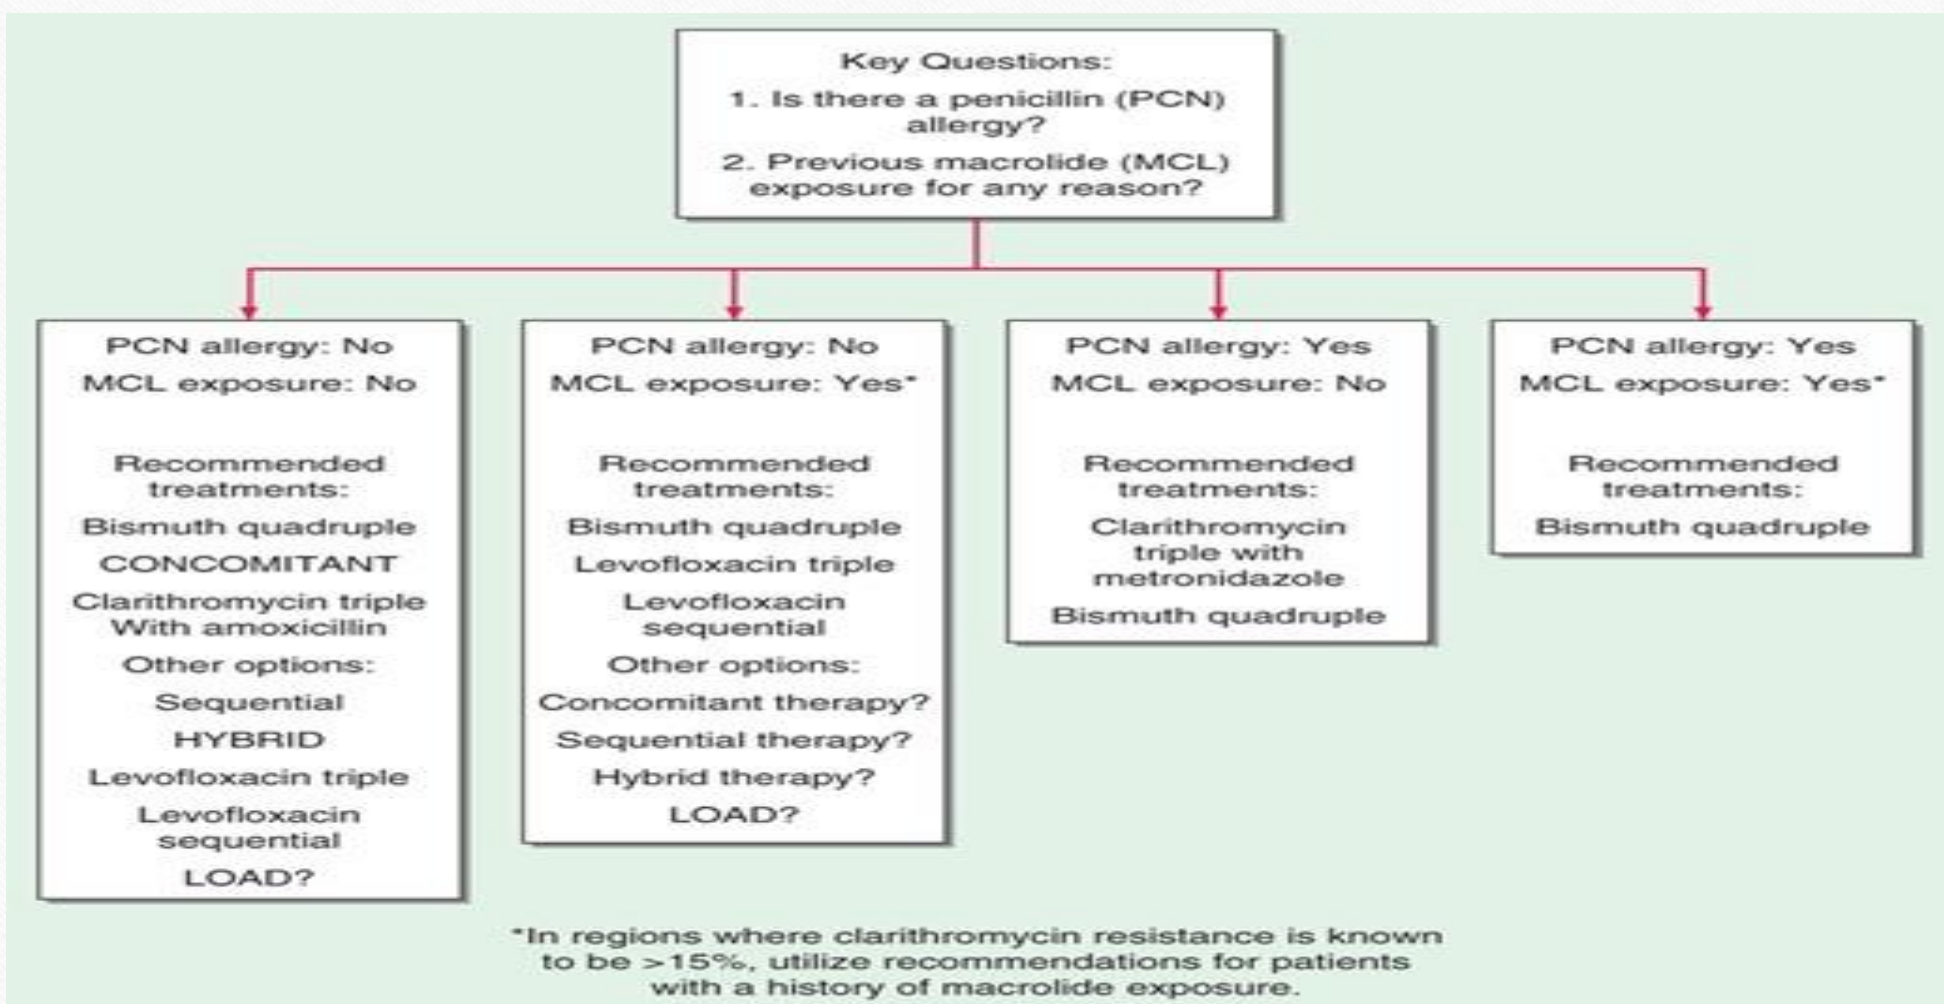 Key Questions:
1. Is there a penicillin (PCN)
allergy?
2. Previous macrolide (MCL)
exposure for any reason?
PCN allergy: No
MCL exposure: No
Recommended
treatments:
Bismuth quadruple
CONCOMITANT
Clarithromycin triple
With amoxicillin
Other options:
Sequential
HYBRID
Levofloxacin triple
Levofloxacin
sequential
LOAD?
PCN allergy: No
MCL exposure: Yes*
Recommended
treatments:
Bismuth quadruple
Levofloxacin triple
Levofloxacin
sequential
Other options:
Concomitant therapy?
Sequential therapy?
Hybrid therapy?
LOAD?
PCN allergy: Yes
MCL exposure: No
Recommended
treatments:
Clarithromycin
triple with
metronidazole
Bismuth quadruple
PCN allergy: Yes
MCL exposure: Yes*
Recommended
treatments:
Bismuth quadruple
*In regions where clarithromycin resistance is known
to be >15%, utilize recommendations for patients
with a history of macrolide exposure.